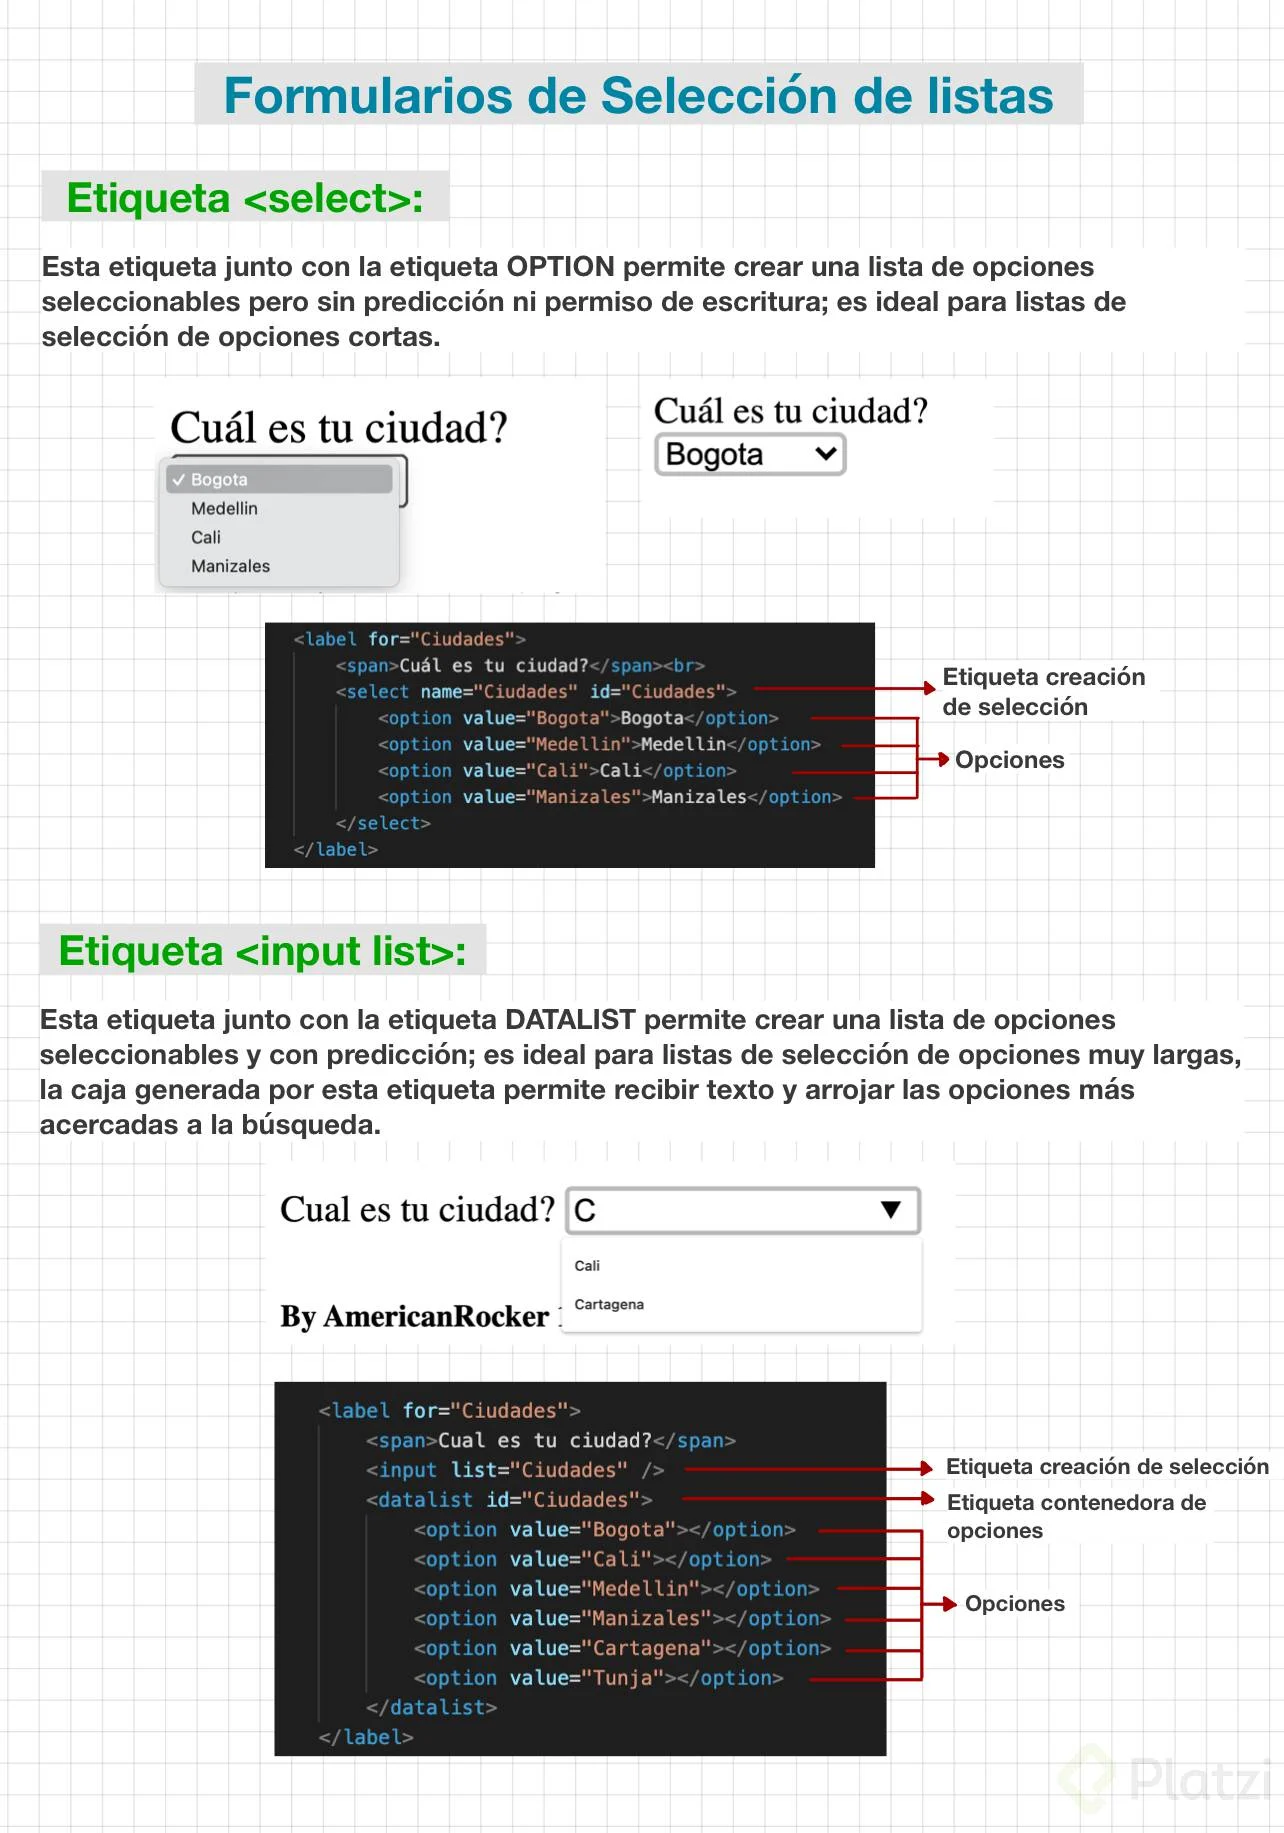 Formularios de Selección de listas
Etiqueta <select>:
Esta etiqueta junto con la etiqueta OPTION permite crear una lista de opciones
seleccionables pero sin predicción ni permiso de escritura; es ideal para listas de
selección de opciones cortas.
Cuál es tu ciudad?
✓ Bogota
Medellin
Cali
Manizales
Cuál es tu ciudad?
Bogota
<label for="Ciudades">
<span>Cuál es tu ciudad?</span><br>
<select name="Ciudades" id="Ciudades">
<option value="Bogota">Bogota</option>
<option value="Medellin">Medellin</option>
<option value="Cali">Cali</option>
<option value="Manizales">Manizales</option>
</select>
</label>
Etiqueta creación
de selección
Opciones
Etiqueta <input list>:
Esta etiqueta junto con la etiqueta DATALIST permite crear una lista de opciones
seleccionables y con predicción; es ideal para listas de selección de opciones muy largas,
la caja generada por esta etiqueta permite recibir texto y arrojar las opciones más
acercadas a la búsqueda.
Cual es tu ciudad? C
Cali
Cartagena
By AmericanRocker
<label for="Ciudades">
<span>Cual es tu ciudad?</span>
<input list="Ciudades" />
<datalist id="Ciudades">
<option value="Bogota"></option>
<option value="Cali"></option>
<option value="Medellin"></option>
<option value="Manizales"></option>
<option value="Cartagena"></option>
<option value="Tunja"></option>
</datalist>
</label>
Etiqueta creación de selección
Etiqueta contenedora de
opciones
Opciones
Platzi